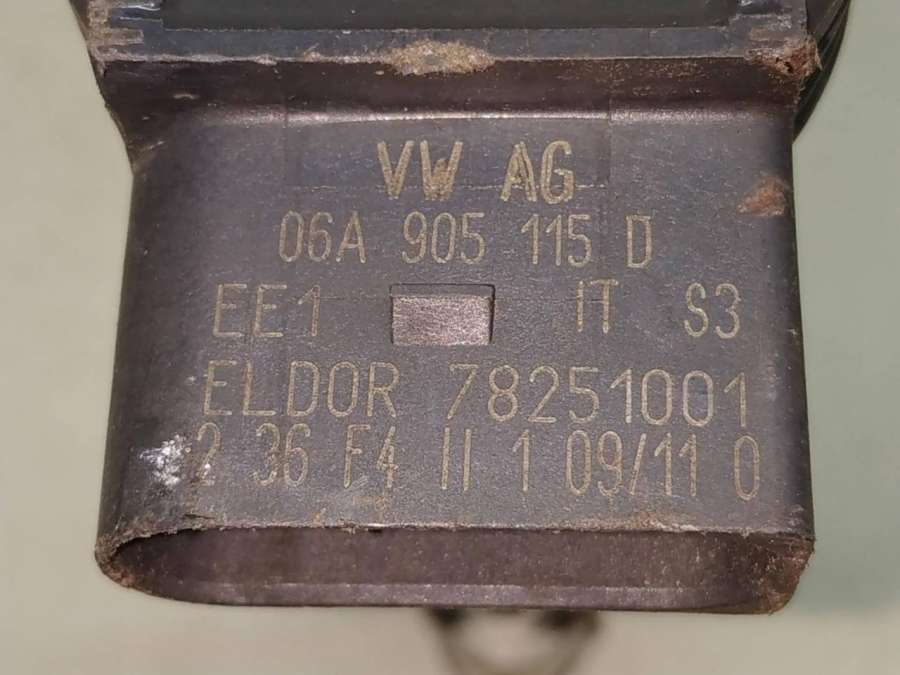 VW AG
06A 905 115 D
EE1 IT S3
ELDOR 78251001
2 36 F4 II 1 09/11 0